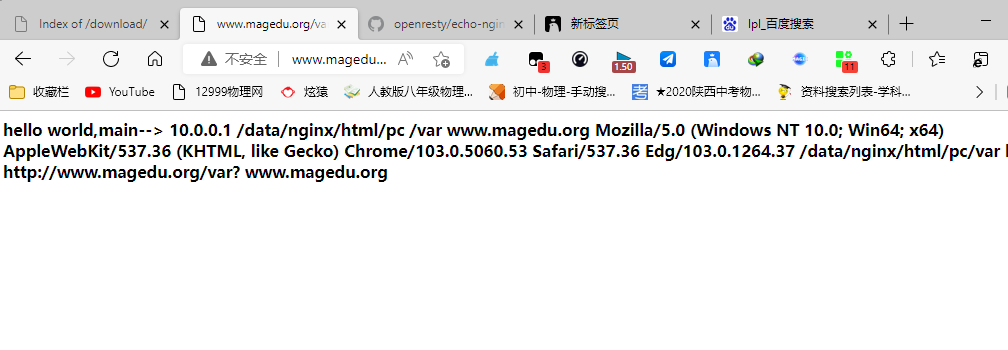 Index of /download/
www.magedu.org/va
openresty/echo-ngin
新标签页
lpl_百度搜索
不安全
www.magedu...
3
1.50
11
收藏栏
YouTube
12999物理网
炫猿
人教版八年级物理...
初中-物理-手动搜...
★2020陕西中考物...
资料搜索列表-学科...
hello world,main--> 10.0.0.1 /data/nginx/html/pc /var www.magedu.org Mozilla/5.0 (Windows NT 10.0; Win64; x64)
AppleWebKit/537.36 (KHTML, like Gecko) Chrome/103.0.5060.53 Safari/537.36 Edg/103.0.1264.37 /data/nginx/html/pc/var
http://www.magedu.org/var? www.magedu.org